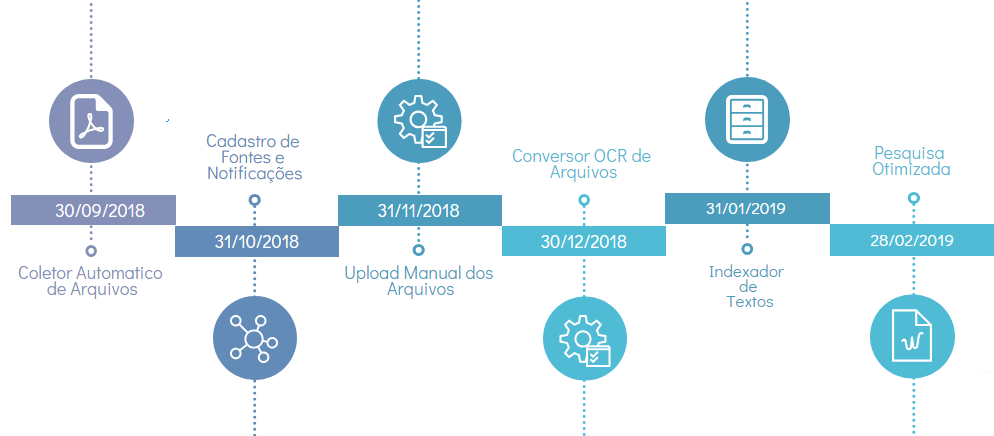 30/09/2018
Coletor Automatico
de Arquivos
Cadastro de
Fontes e
Notificações
31/10/2018
31/11/2018
Upload Manual dos
Arquivos
Conversor OCR de
Arquivos
30/12/2018
31/01/2019
Indexador
de
Textos
Pesquisa
Otimizada
28/02/2019